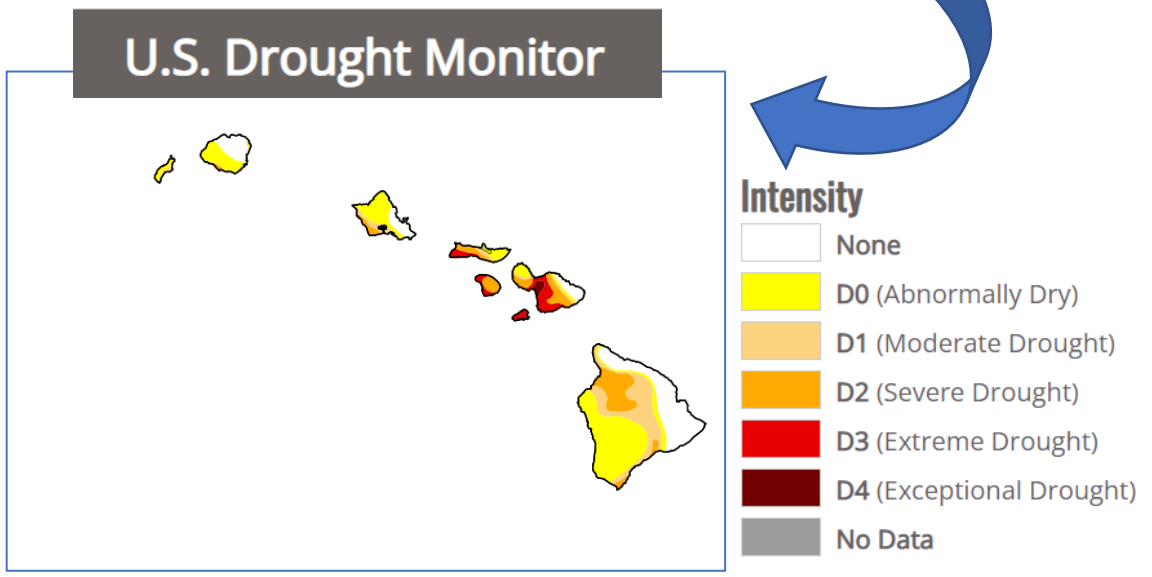 U.S. Drought Monitor
Intensity
None
D0 (Abnormally Dry)
D1 (Moderate Drought)
D2 (Severe Drought)
D3 (Extreme Drought)
D4 (Exceptional Drought)
No Data